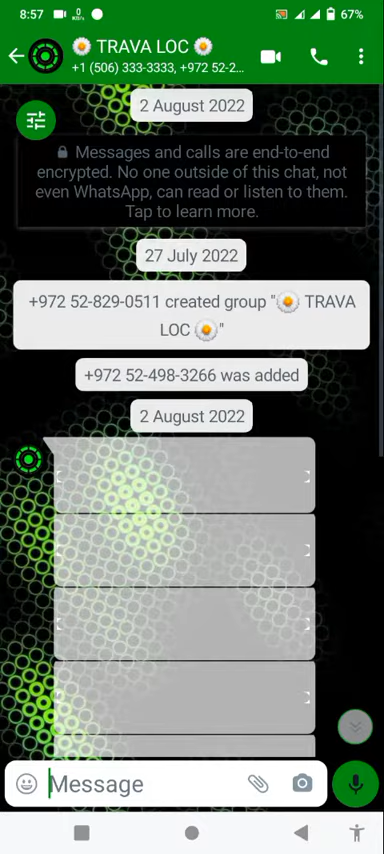 8:57 0 KB/s 67%
🌼 TRAVA LOC 🌼
+1 (506) 333-3333, +972 52-2...
2 August 2022
Messages and calls are end-to-end
encrypted. No one outside of this chat, not
even WhatsApp, can read or listen to them.
Tap to learn more.
27 July 2022
+972 52-829-0511 created group "🌼 TRAVA
LOC 🌼"
+972 52-498-3266 was added
2 August 2022
Message